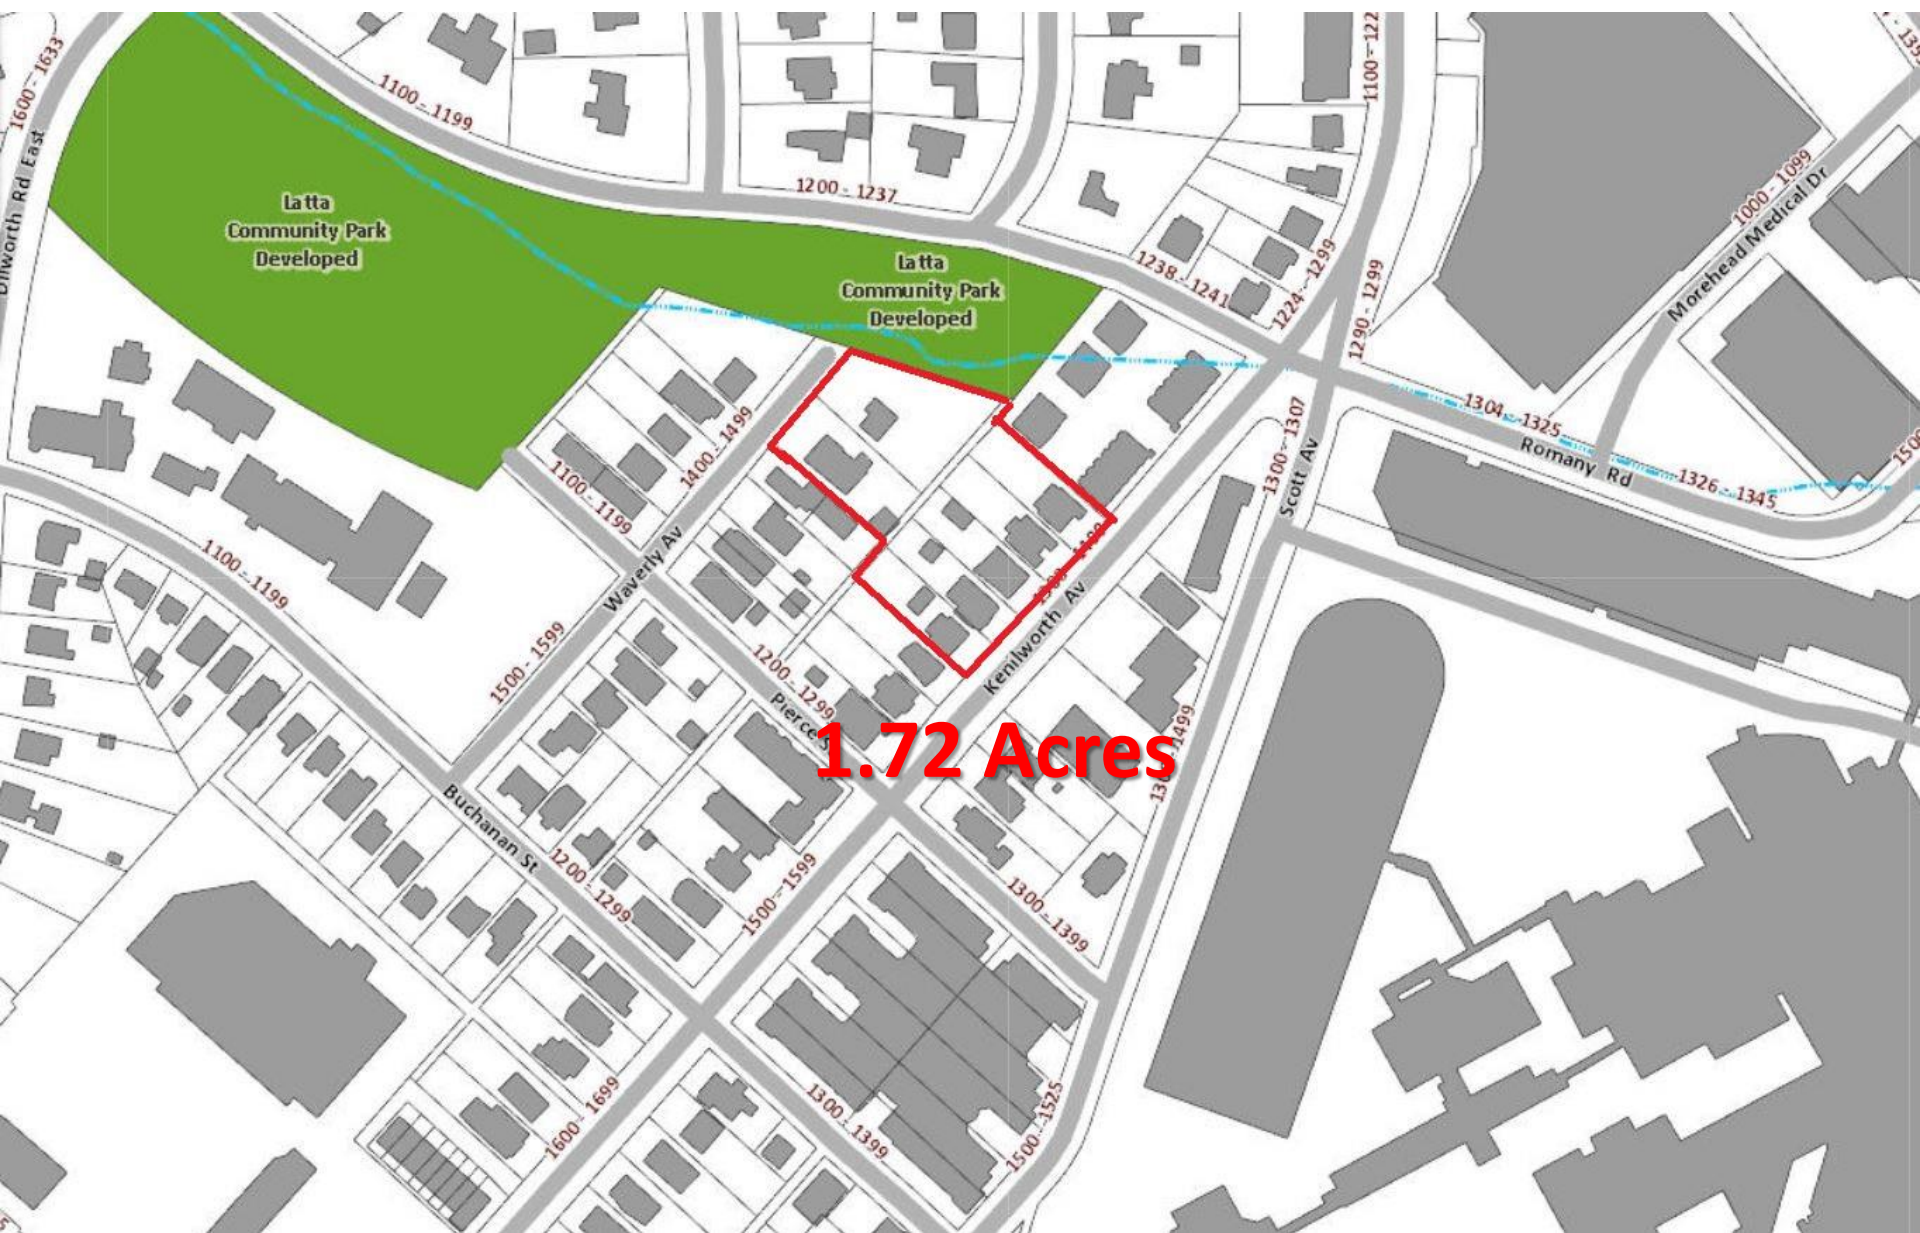 1600 - 1633
1100 - 1199
1100 - 122
1200 - 1237
1000 - 1099
Dilworth Rd East
Latta
Community Park
Developed
Latta
Community Park
Developed
1238 - 1241
1224 - 1299
1290 - 1299
Morehead Medical Dr
1304 - 1325
Romany Rd
1326 - 1345
1300 - 1307
Scott Av
1400 - 1499
1100 - 1199
Waverly Av
1100 - 1199
1500 - 1599
Kenilworth Av
1200 - 1299
Pierce S
1.72 Acres
Buchanan St
1200 - 1299
1500 - 1599
1300 - 1399
1600 - 1699
1300 - 1399
1500 - 1525